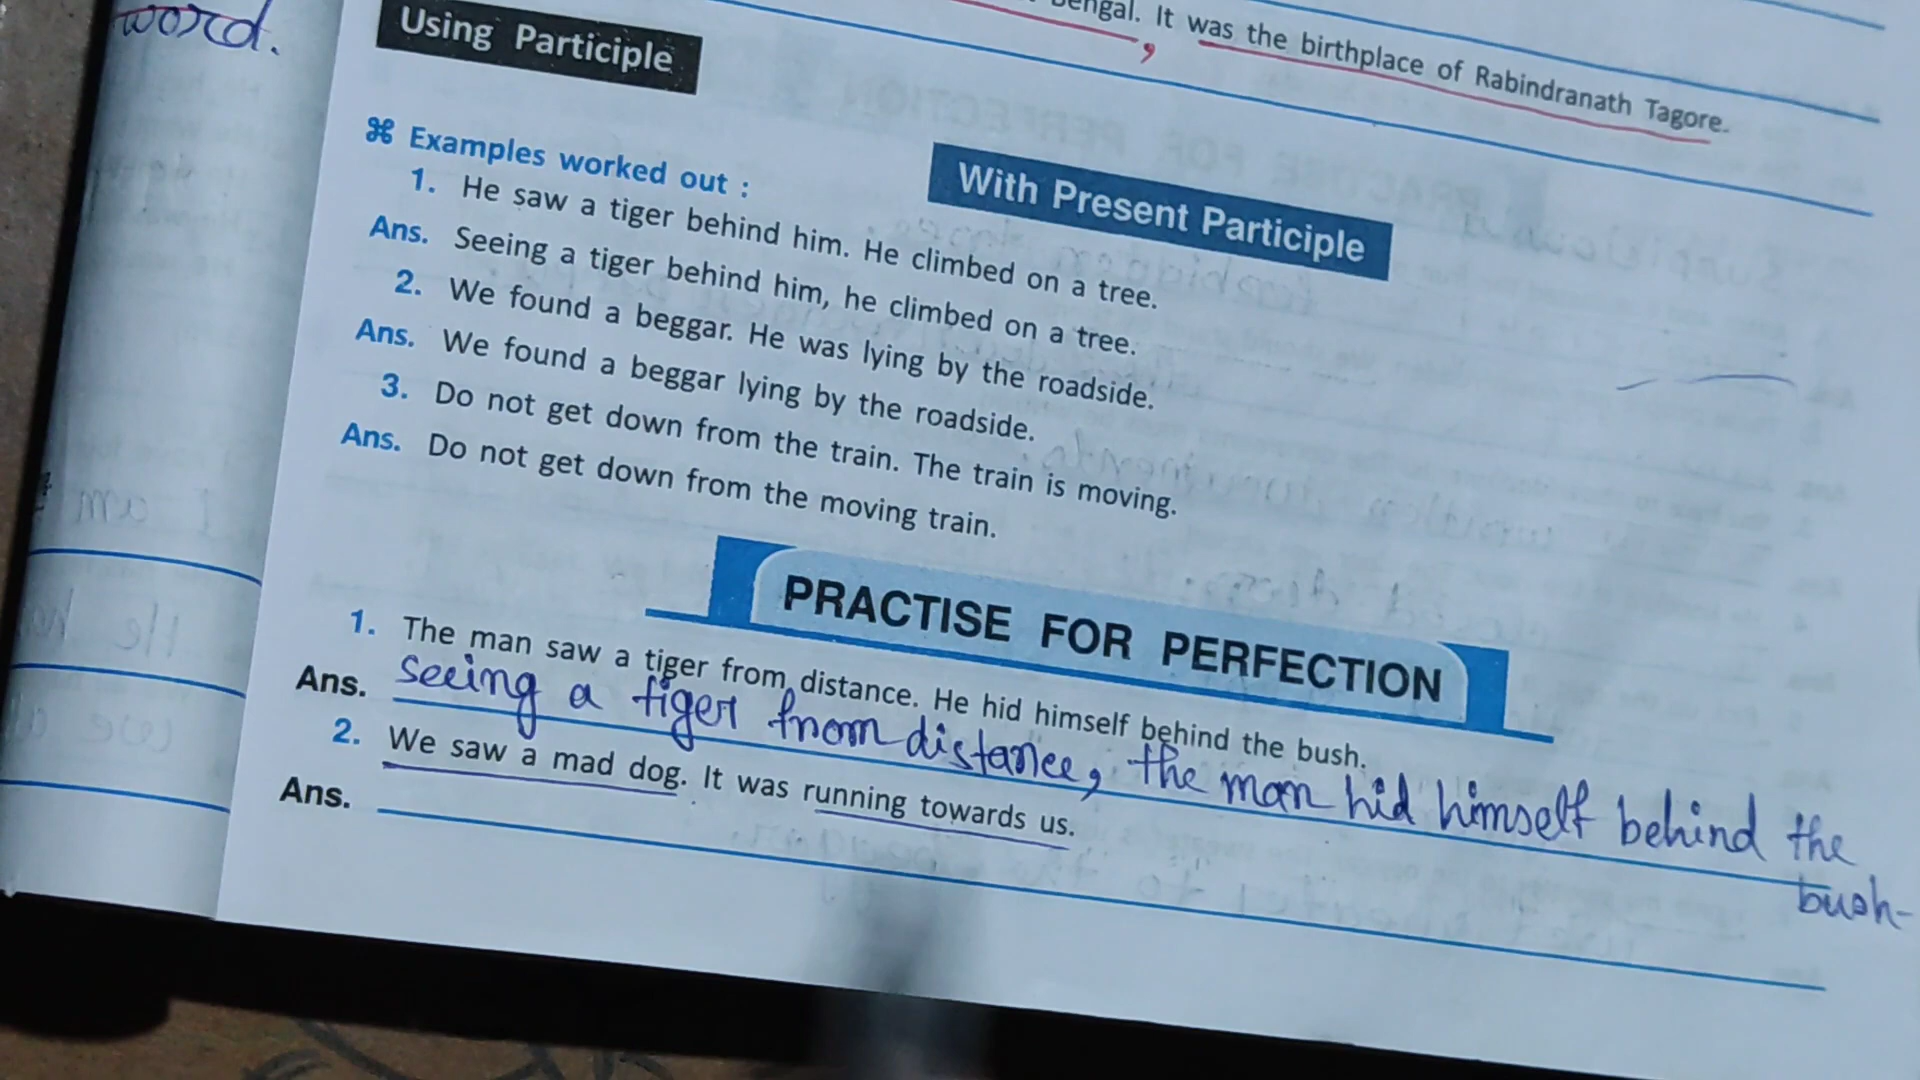 word.
Bengal. It was the birthplace of Rabindranath Tagore.
,
Using Participle
⌘ Examples worked out :
With Present Participle
1. He saw a tiger behind him. He climbed on a tree.
Ans. Seeing a tiger behind him, he climbed on a tree.
2. We found a beggar. He was lying by the roadside.
Ans. We found a beggar lying by the roadside.
3. Do not get down from the train. The train is moving.
Ans. Do not get down from the moving train.
PRACTISE FOR PERFECTION
1. The man saw a tiger from distance. He hid himself behind the bush.
Ans. seeing a tiger from distance, the man hid himself behind the
bush-
2. We saw a mad dog. It was running towards us.
Ans.